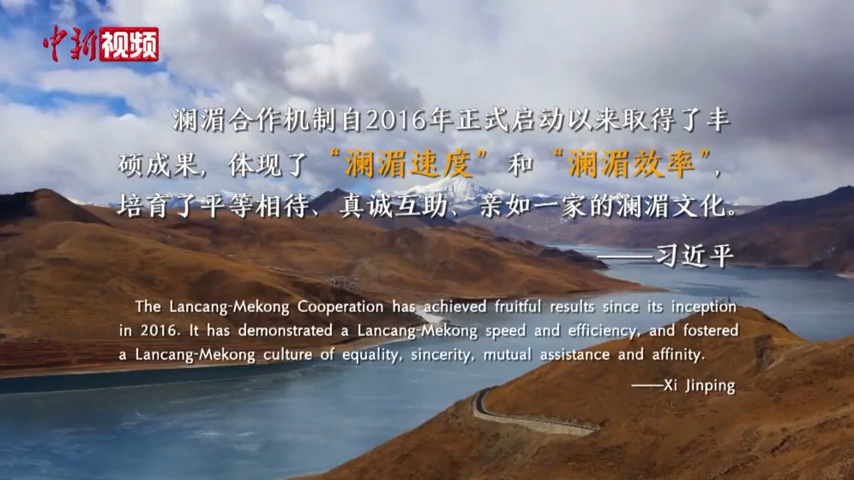 中新视频
澜湄合作机制自2016年正式启动以来取得了丰
硕成果，体现了“澜湄速度”和“澜湄效率”，
培育了平等相待、真诚互助、亲如一家的澜湄文化。
——习近平
The Lancang-Mekong Cooperation has achieved fruitful results since its inception
in 2016. It has demonstrated a Lancang-Mekong speed and efficiency, and fostered
a Lancang-Mekong culture of equality, sincerity, mutual assistance and affinity.
——Xi Jinping